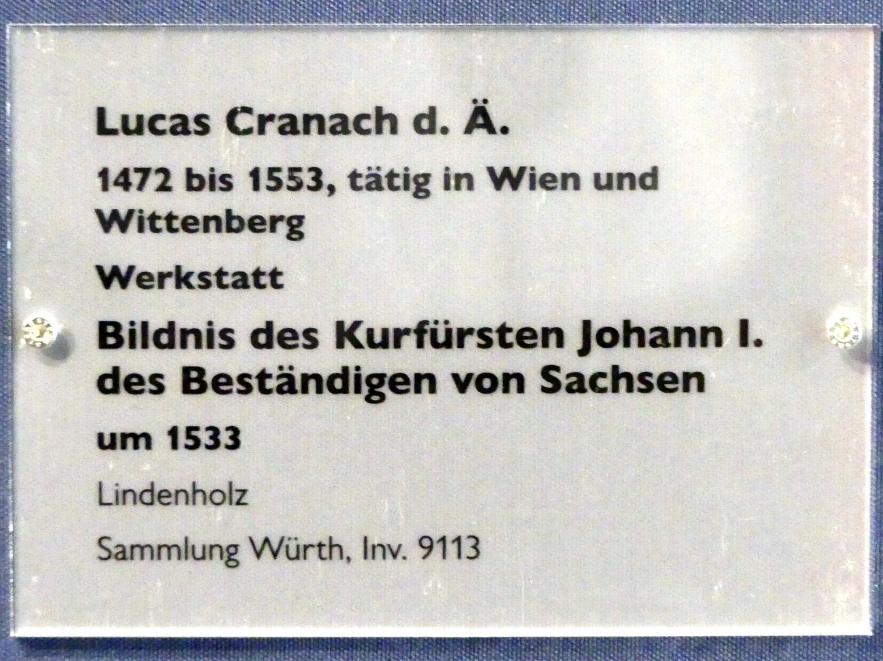 Lucas Cranach d. Ä.
1472 bis 1553, tätig in Wien und
Wittenberg
Werkstatt
Bildnis des Kurfürsten Johann I.
des Beständigen von Sachsen
um 1533
Lindenholz
Sammlung Würth, Inv. 9113